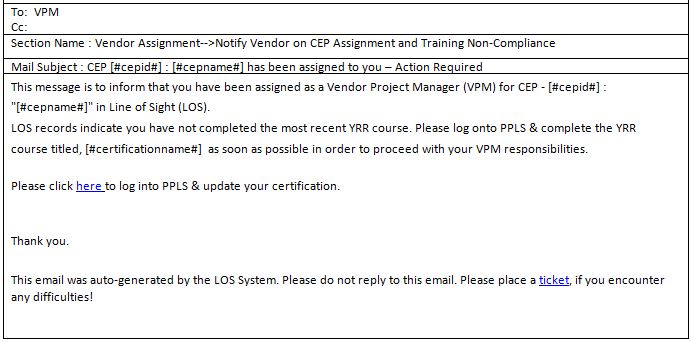 To:  VPM
Cc:
Section Name : Vendor Assignment-->Notify Vendor on CEP Assignment and Training Non-Compliance
Mail Subject : CEP [#cepid#] : [#cepname#] has been assigned to you – Action Required
This message is to inform that you have been assigned as a Vendor Project Manager (VPM) for CEP - [#cepid#] :
"[#cepname#]" in Line of Sight (LOS).
LOS records indicate you have not completed the most recent YRR course. Please log onto PPLS & complete the YRR
course titled, [#certificationname#]  as soon as possible in order to proceed with your VPM responsibilities.
Please click here to log into PPLS & update your certification.
Thank you.
This email was auto-generated by the LOS System. Please do not reply to this email. Please place a ticket, if you encounter
any difficulties!